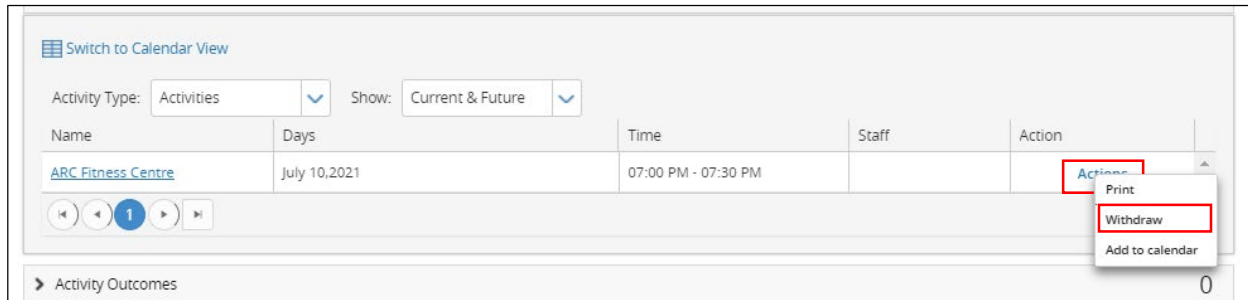 Switch to Calendar View
Activity Type: Activities Show: Current & Future
Name Days Time Staff Action
ARC Fitness Centre July 10,2021 07:00 PM - 07:30 PM Actions
Print
1
Withdraw
Add to calendar
Activity Outcomes 0